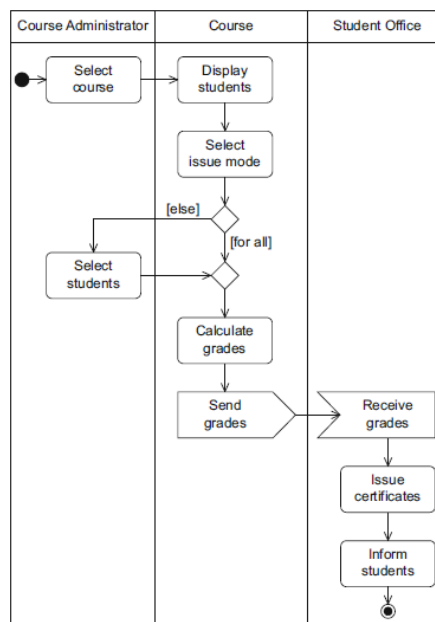 Course Administrator
Course
Student Office
Select
course
Display
students
Select
issue mode
[else]
[for all]
Select
students
Calculate
grades
Send
grades
Receive
grades
Issue
certificates
Inform
students